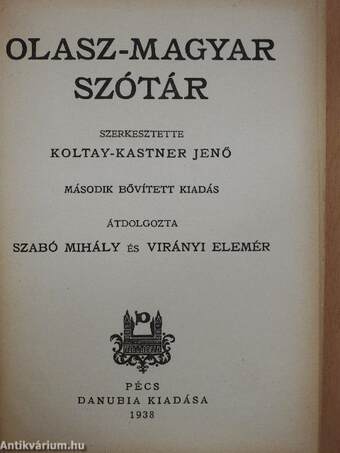 OLASZ-MAGYAR
SZÓTÁR
SZERKESZTETTE
KOLTAY-KASTNER JENŐ
MÁSODIK BŐVÍTETT KIADÁS
ÁTDOLGOZTA
SZABÓ MIHÁLY ÉS VIRÁNYI ELEMÉR
PÉCS
DANUBIA KIADÁSA
1938
Antikvárium.hu